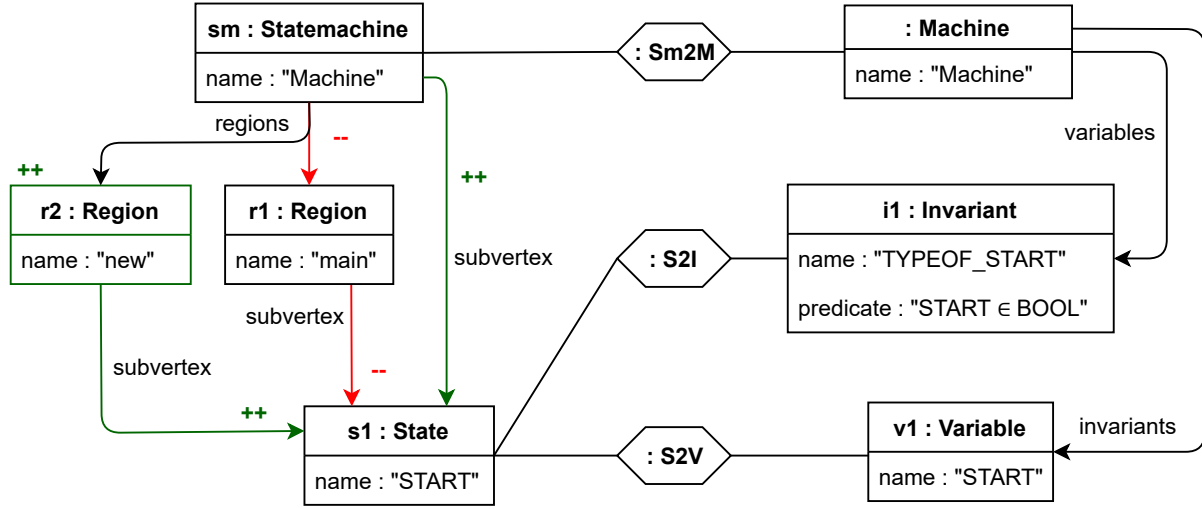 sm : Statemachine
name : "Machine"
: Sm2M
: Machine
name : "Machine"
regions
--
variables
++
++
r2 : Region
name : "new"
r1 : Region
name : "main"
subvertex
: S2I
i1 : Invariant
name : "TYPEOF_START"
predicate : "START ∈ BOOL"
subvertex
subvertex
--
++
s1 : State
name : "START"
: S2V
v1 : Variable
name : "START"
invariants